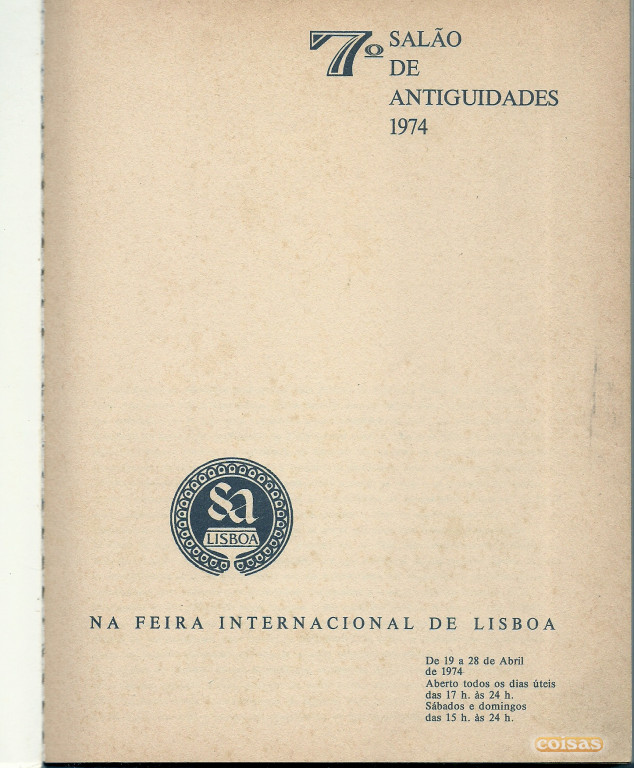 7º SALÃO
DE
ANTIGUIDADES
1974
sa
LISBOA
NA FEIRA INTERNACIONAL DE LISBOA
De 19 a 28 de Abril
de 1974
Aberto todos os dias úteis
das 17 h. às 24 h.
Sábados e domingos
das 15 h. às 24 h.
coisas